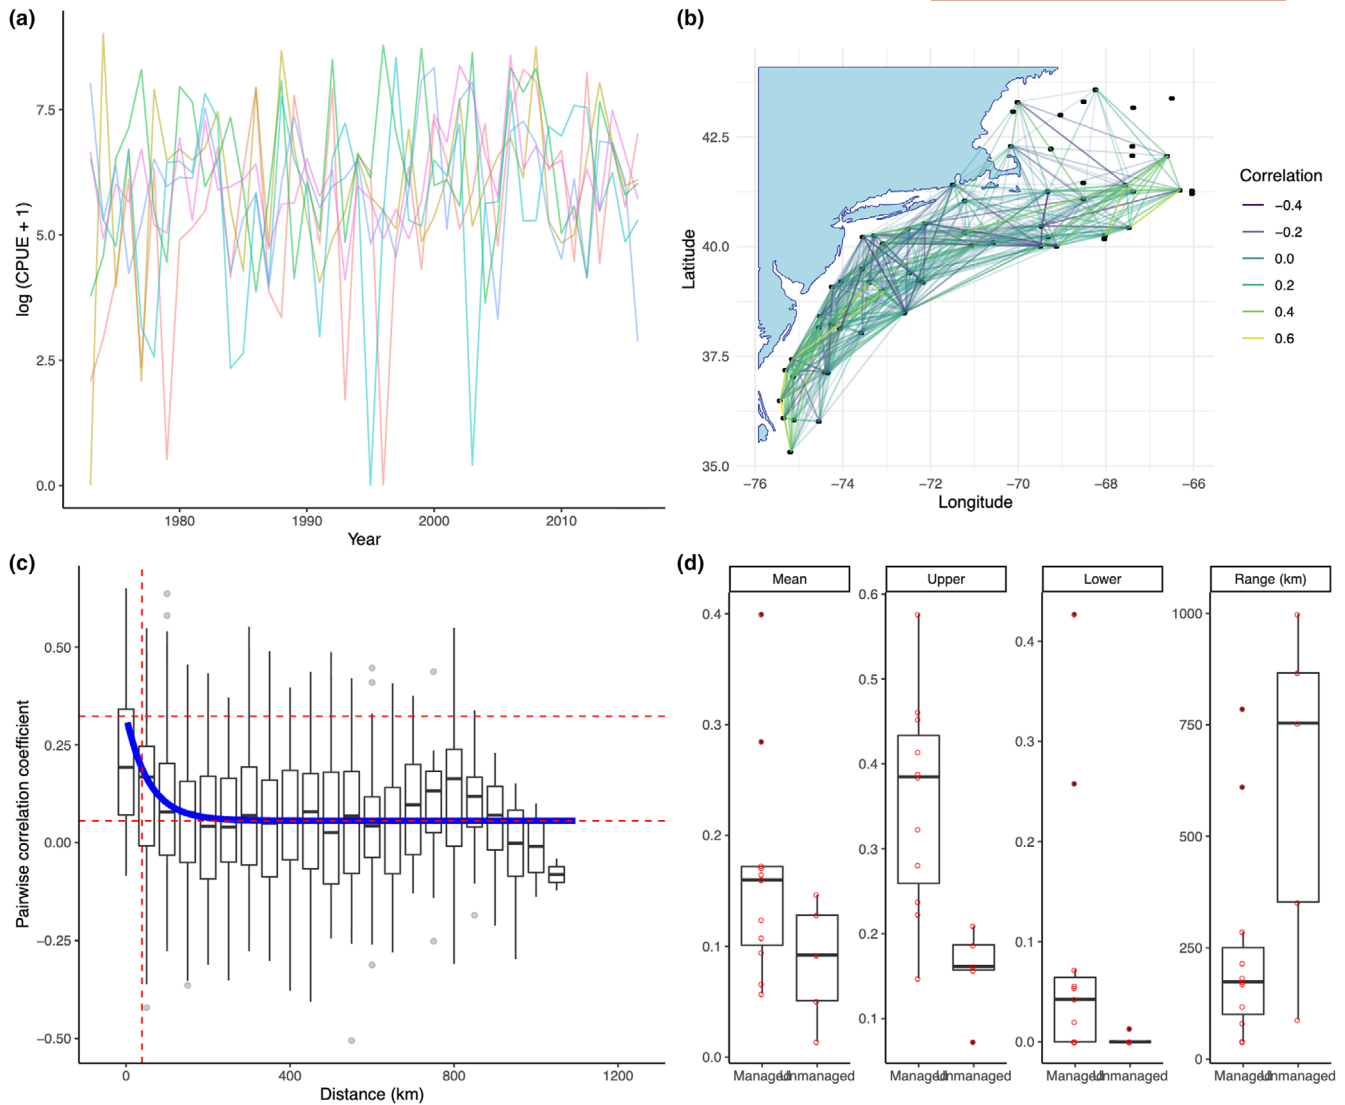 (a)
log (CPUE + 1)
7.5
5.0
2.5
0.0
1980 1990 2000 2010
Year
(b)
Latitude
42.5
40.0
37.5
35.0
−76 −74 −72 −70 −68 −66
Longitude
Correlation
−0.4
−0.2
0.0
0.2
0.4
0.6
(c)
Pairwise correlation coefficient
0.50
0.25
0.00
−0.25
−0.50
0 400 800 1200
Distance (km)
(d)
Mean
0.4
0.3
0.2
0.1
0.0
Managed Unmanaged
Upper
0.6
0.5
0.4
0.3
0.2
0.1
Managed Unmanaged
Lower
0.4
0.3
0.2
0.1
0.0
Managed Unmanaged
Range (km)
1000
750
500
250
0
Managed Unmanaged